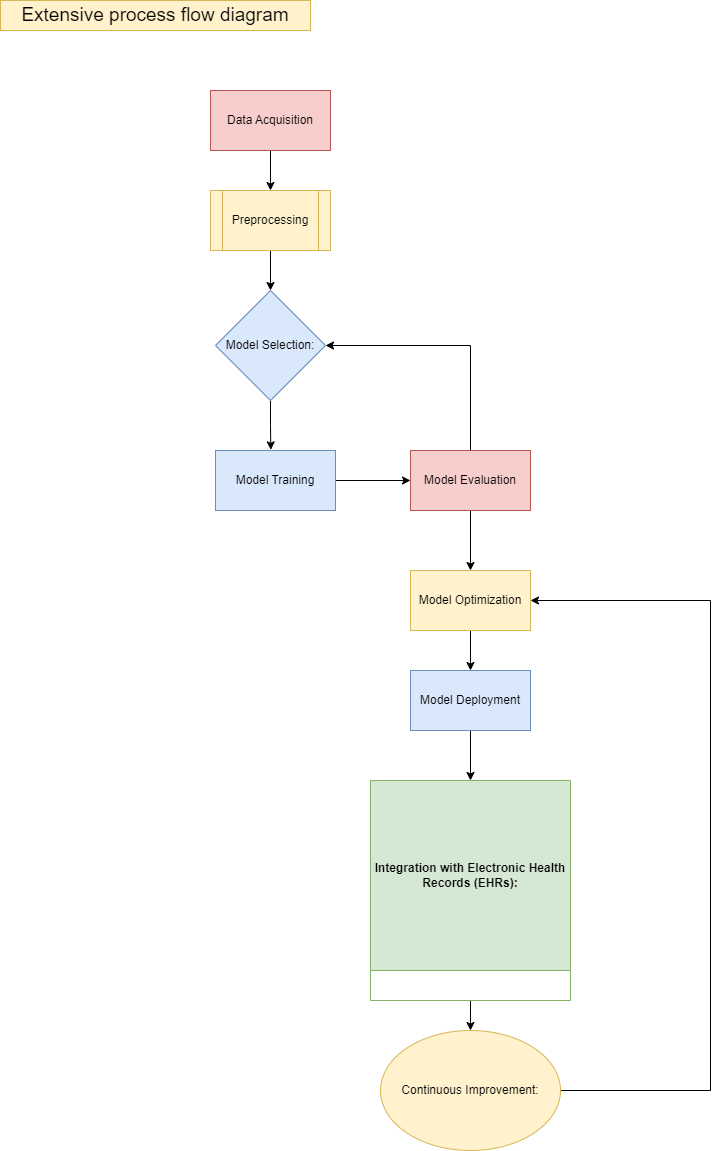 Extensive process flow diagram
Data Acquisition
Preprocessing
Model Selection:
Model Training
Model Evaluation
Model Optimization
Model Deployment
Integration with Electronic Health
Records (EHRs):
Continuous Improvement: